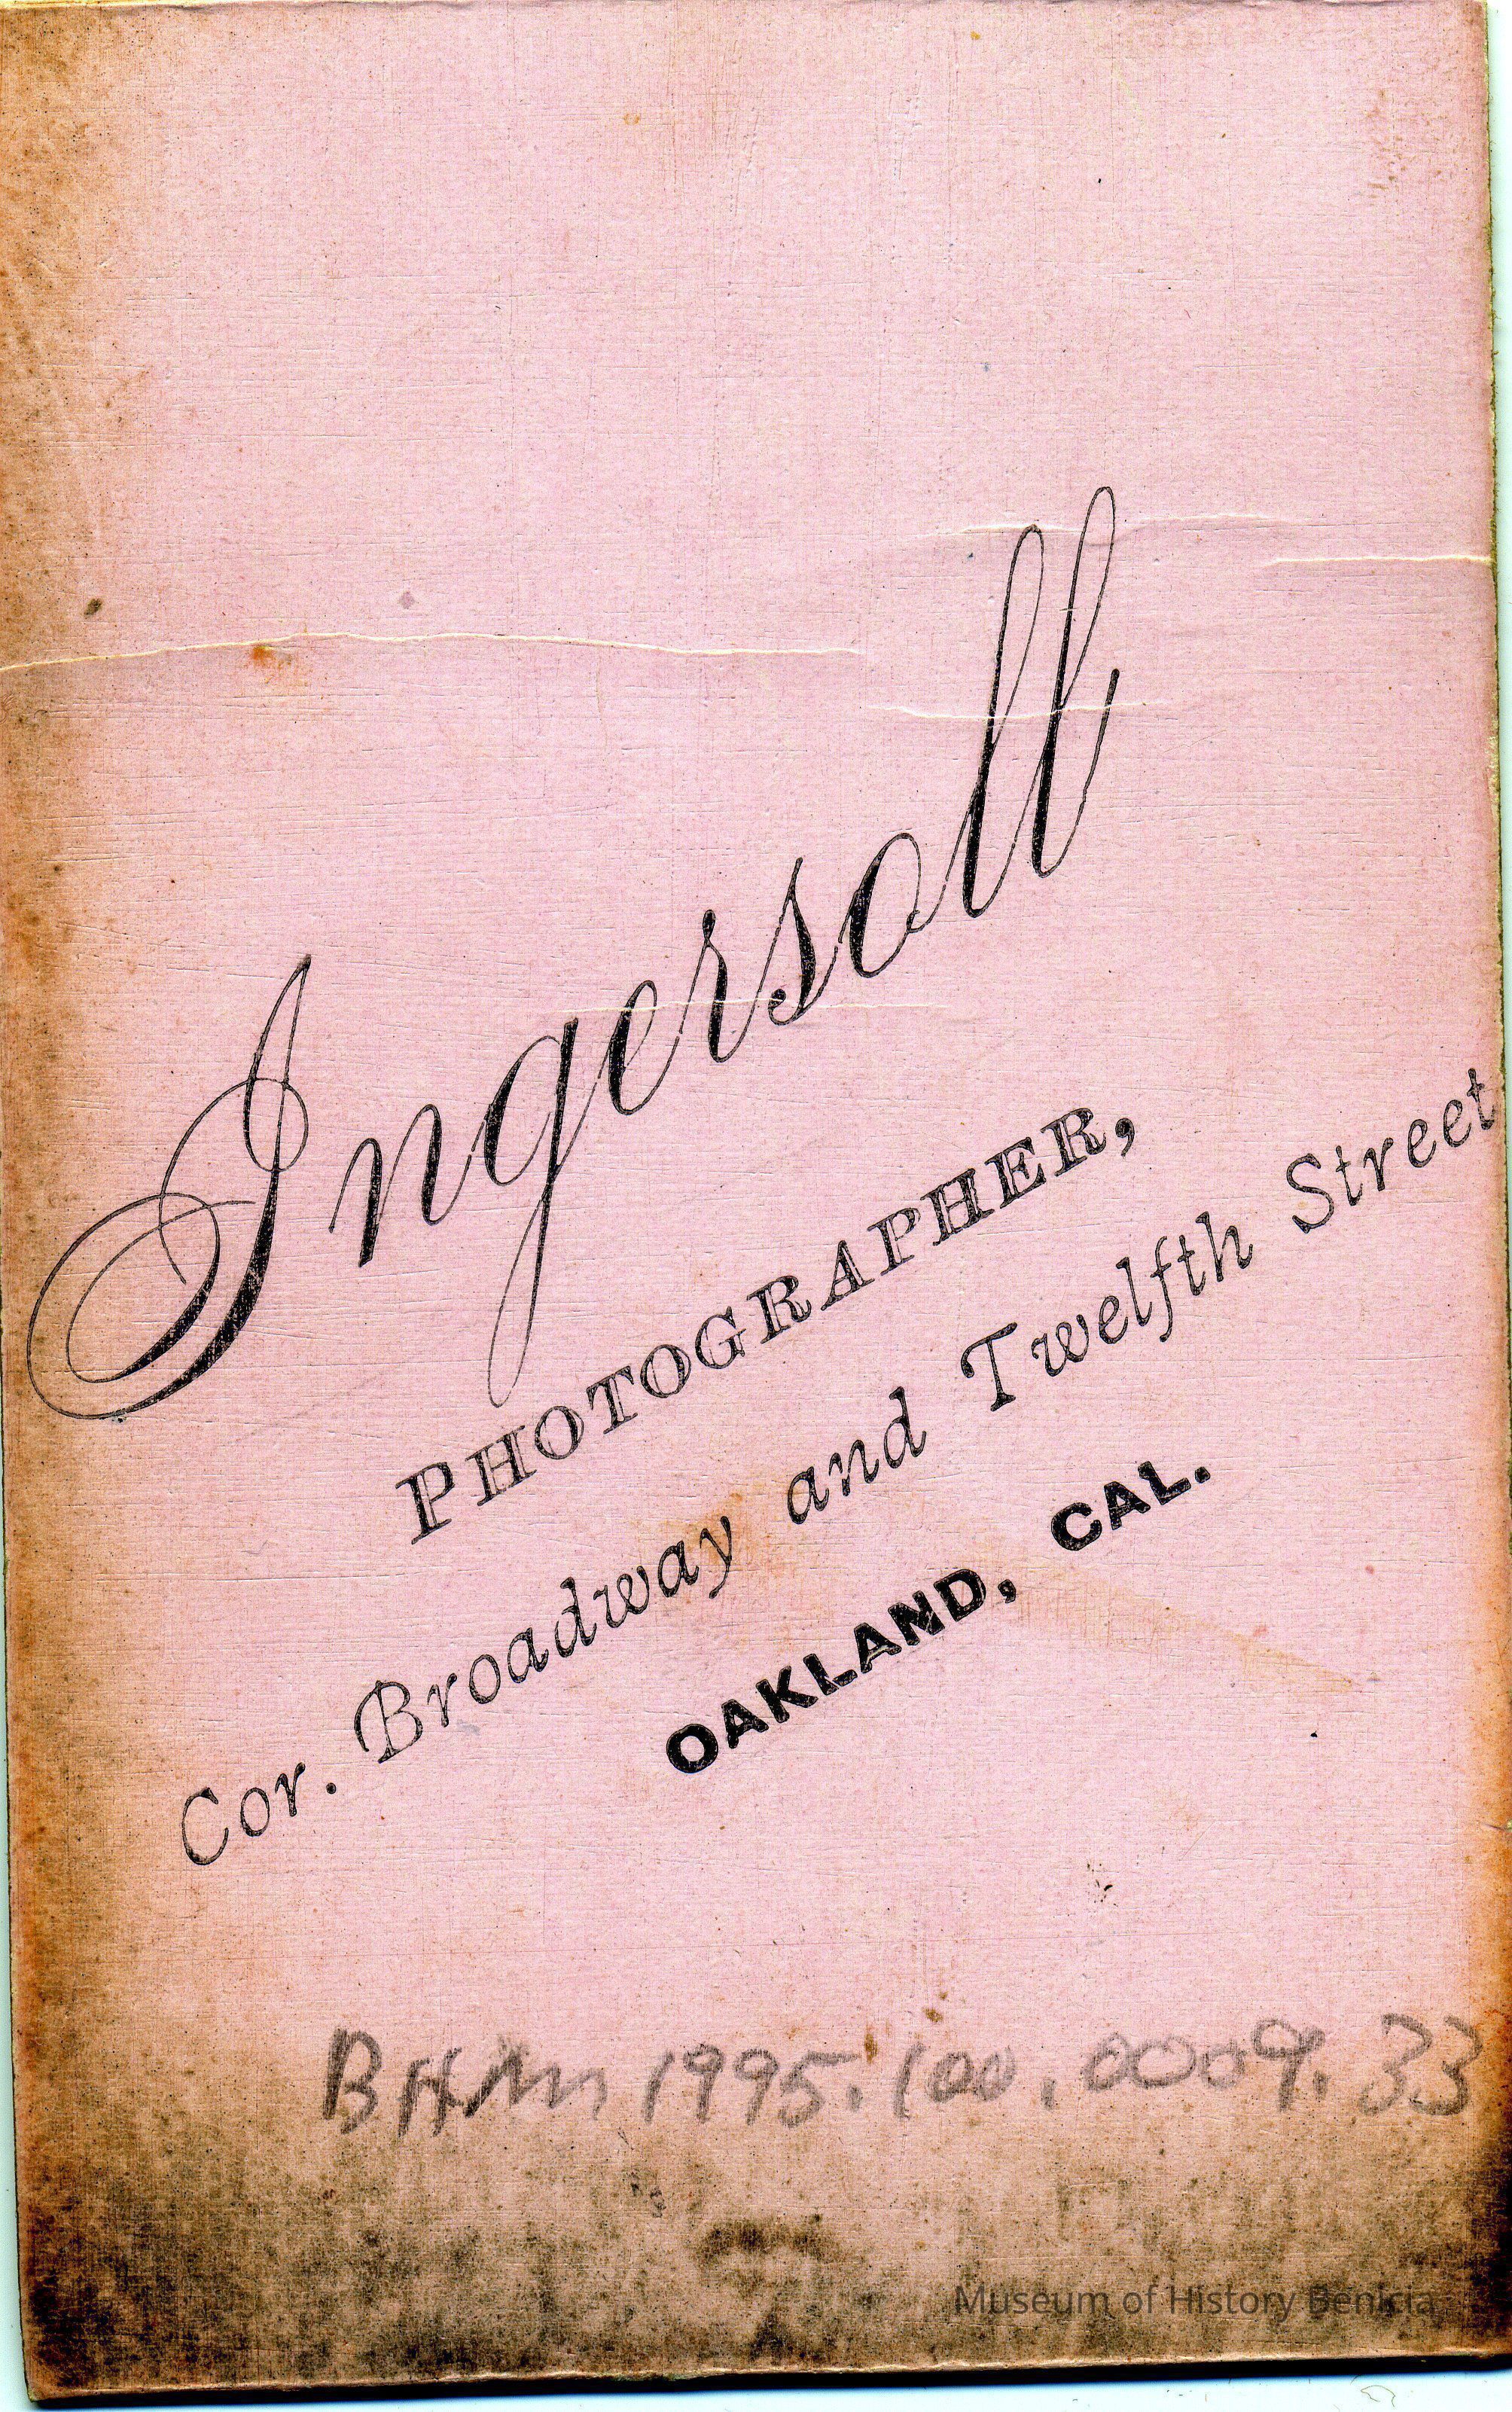 Ingersoll
PHOTOGRAPHER,
Cor. Broadway and Twelfth Street
OAKLAND, CAL.
BHM 1995.100.0009.33
Museum of History Benicia